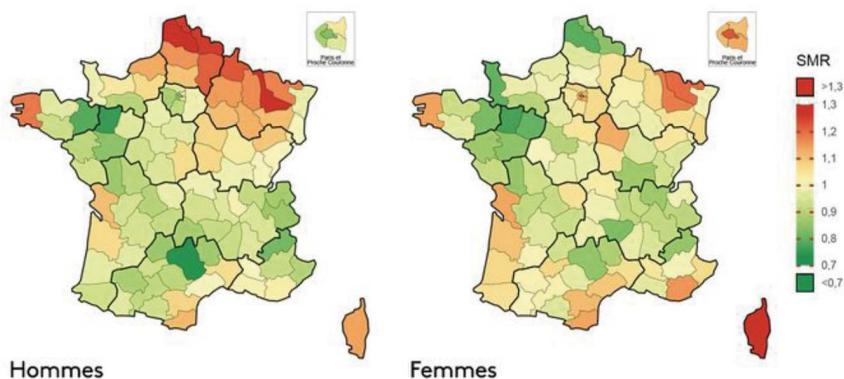 Paris et
Proche Couronne
Paris et
Proche Couronne
SMR
>1,3
1,3
1,2
1,1
1
0,9
0,8
0,7
<0,7
Hommes
Femmes